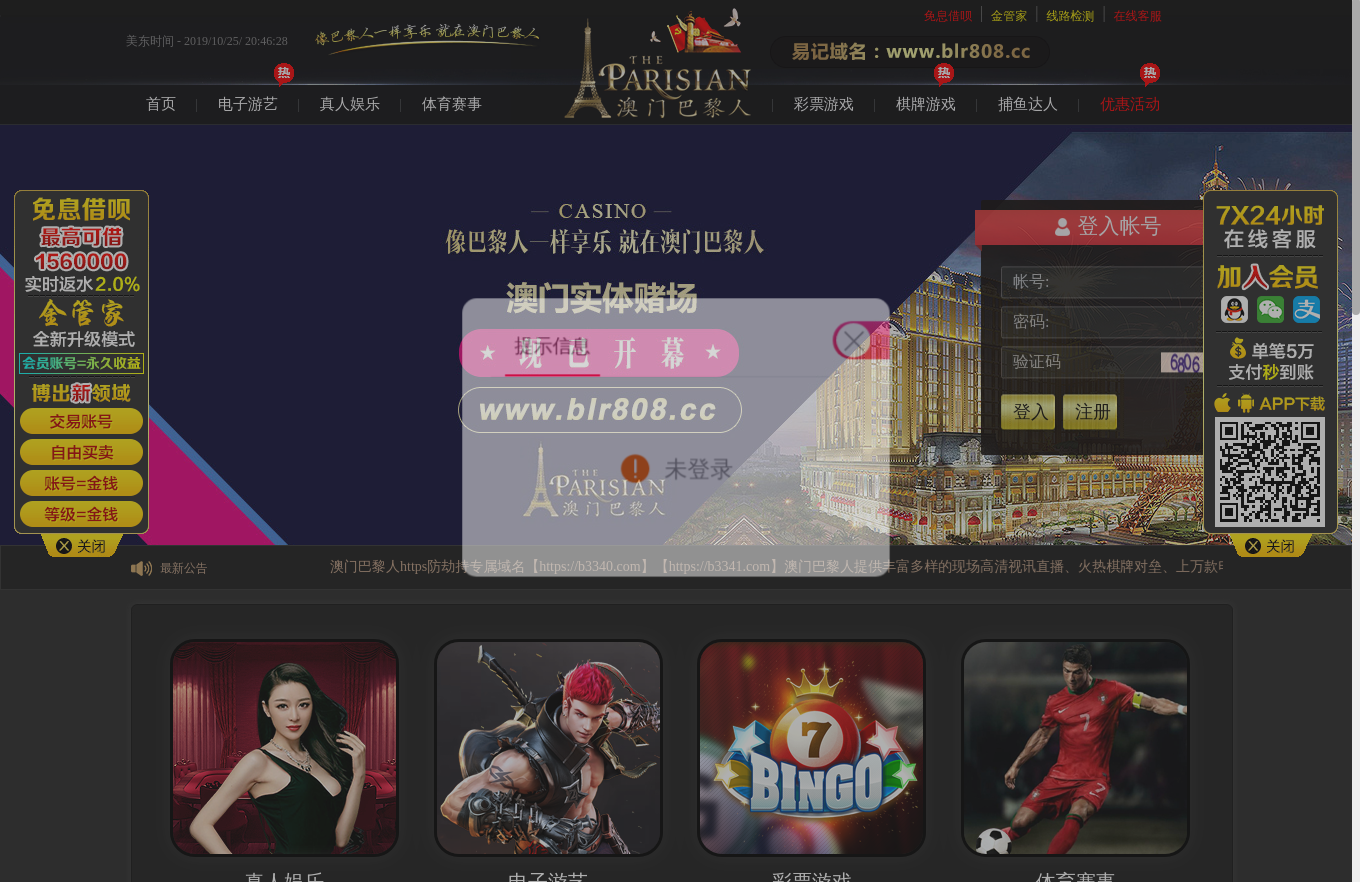 免息借呗
金管家
线路检测
在线客服
美东时间 - 2019/10/25/ 20:46:28
像巴黎人一样享乐 就在澳门巴黎人
THE
PARISIAN
澳门巴黎人
易记域名：www.blr808.cc
热
热
热
首页
电子游艺
真人娱乐
体育赛事
彩票游戏
棋牌游戏
捕鱼达人
优惠活动
免息借呗
最高可借
1560000
实时返水2.0%
金管家
全新升级模式
会员账号=永久收益
博出新领域
交易账号
自由买卖
账号=金钱
等级=金钱
关闭
CASINO
像巴黎人一样享乐 就在澳门巴黎人
澳门实体赌场
现已开幕
提示信息
www.blr808.cc
未登录
THE
PARISIAN
澳门巴黎人
登入帐号
帐号:
密码:
验证码
6806
登入
注册
7X24小时
在线客服
加入会员
单笔5万
支付秒到账
APP下载
关闭
最新公告
澳门巴黎人https防劫持专属域名【https://b3340.com】【https://b3341.com】澳门巴黎人提供丰富多样的现场高清视讯直播、火热棋牌对垒、上万款电
7
BINGO
7
真人娱乐
电子游艺
彩票游戏
体育赛事